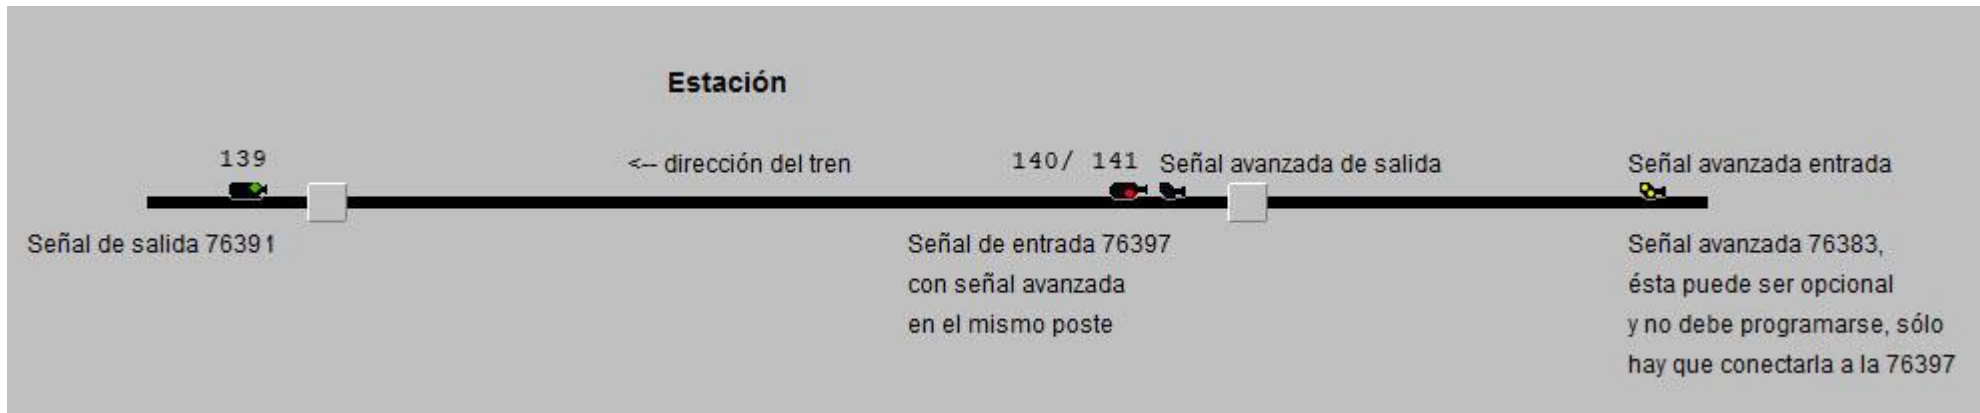 Estación
139
<-- dirección del tren
140/ 141
Señal avanzada de salida
Señal avanzada entrada
Señal de salida 76391
Señal de entrada 76397
con señal avanzada
en el mismo poste
Señal avanzada 76383,
ésta puede ser opcional
y no debe programarse, sólo
hay que conectarla a la 76397